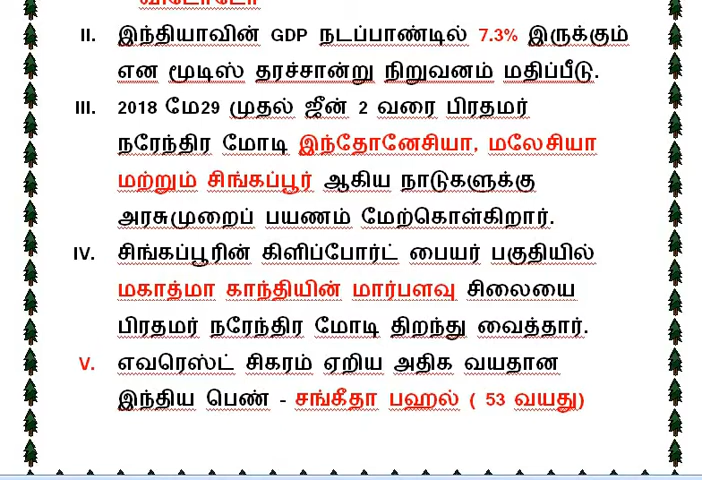 II. இந்தியாவின் GDP நடப்பாண்டில் 7.3% இருக்கும்
என மூடிஸ் தரச்சான்று நிறுவனம் மதிப்பீடு.
III. 2018 மே29 முதல் ஜீன் 2 வரை பிரதமர்
நரேந்திர மோடி இந்தோனேசியா, மலேசியா
மற்றும் சிங்கப்பூர் ஆகிய நாடுகளுக்கு
அரசுமுறைப் பயணம் மேற்கொள்கிறார்.
IV. சிங்கப்பூரின் கிளிப்போர்ட் பையர் பகுதியில்
மகாத்மா காந்தியின் மார்பளவு சிலையை
பிரதமர் நரேந்திர மோடி திறந்து வைத்தார்.
V. எவரெஸ்ட் சிகரம் ஏறிய அதிக வயதான
இந்திய பெண் - சங்கீதா பஹல் ( 53 வயது)